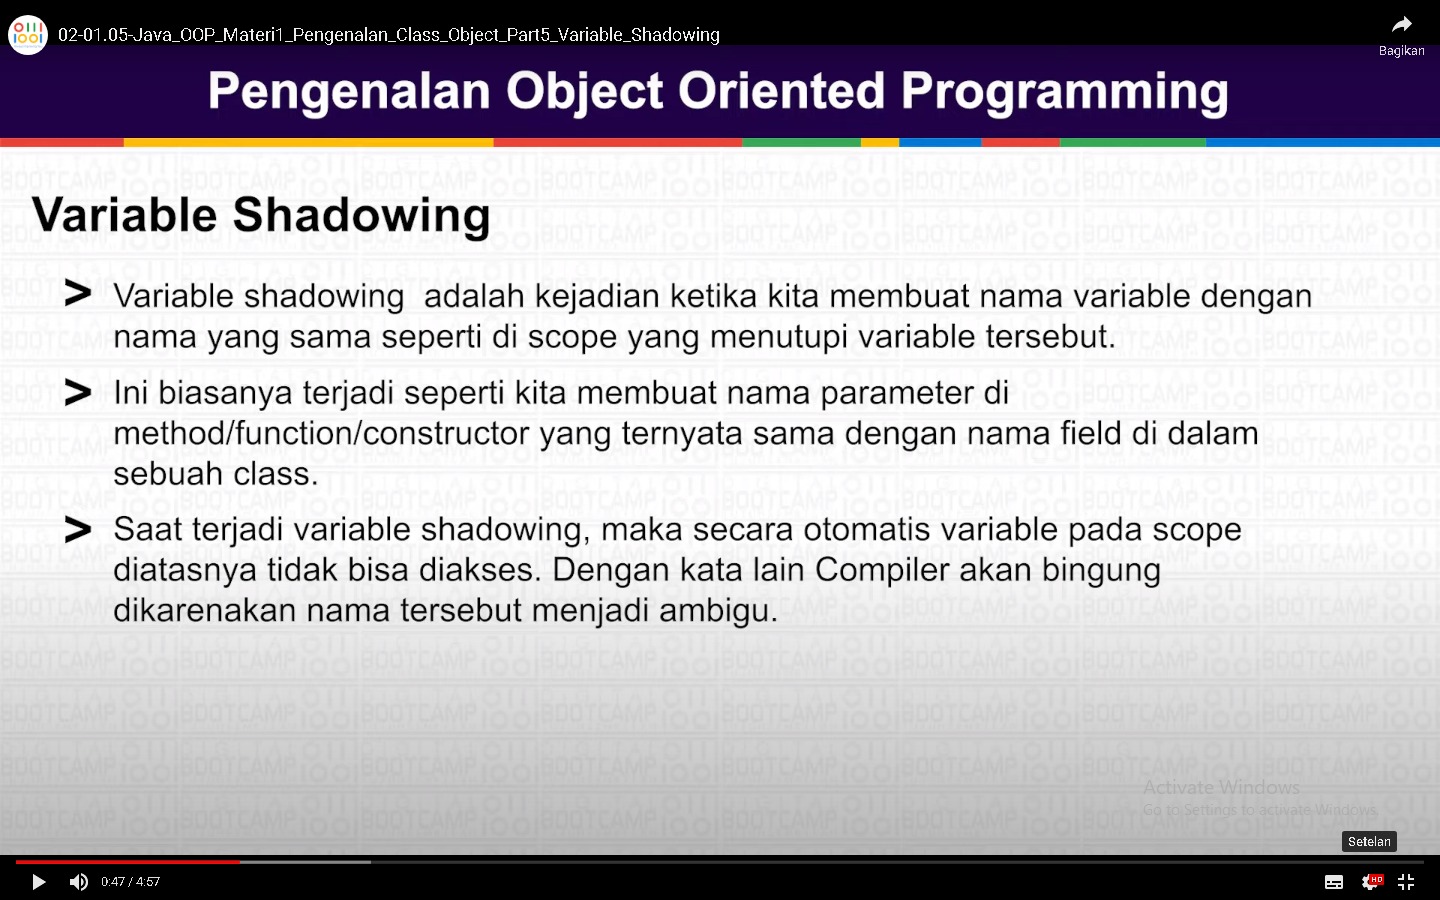 02-01.05-Java_OOP_Materi1_Pengenalan_Class_Object_Part5_Variable_Shadowing
Bagikan
Pengenalan Object Oriented Programming
Variable Shadowing
> Variable shadowing  adalah kejadian ketika kita membuat nama variable dengan
nama yang sama seperti di scope yang menutupi variable tersebut.
> Ini biasanya terjadi seperti kita membuat nama parameter di
method/function/constructor yang ternyata sama dengan nama field di dalam
sebuah class.
> Saat terjadi variable shadowing, maka secara otomatis variable pada scope
diatasnya tidak bisa diakses. Dengan kata lain Compiler akan bingung
dikarenakan nama tersebut menjadi ambigu.
Activate Windows
Go to Settings to activate Windows.
Setelan
0:47 / 4:57
HD